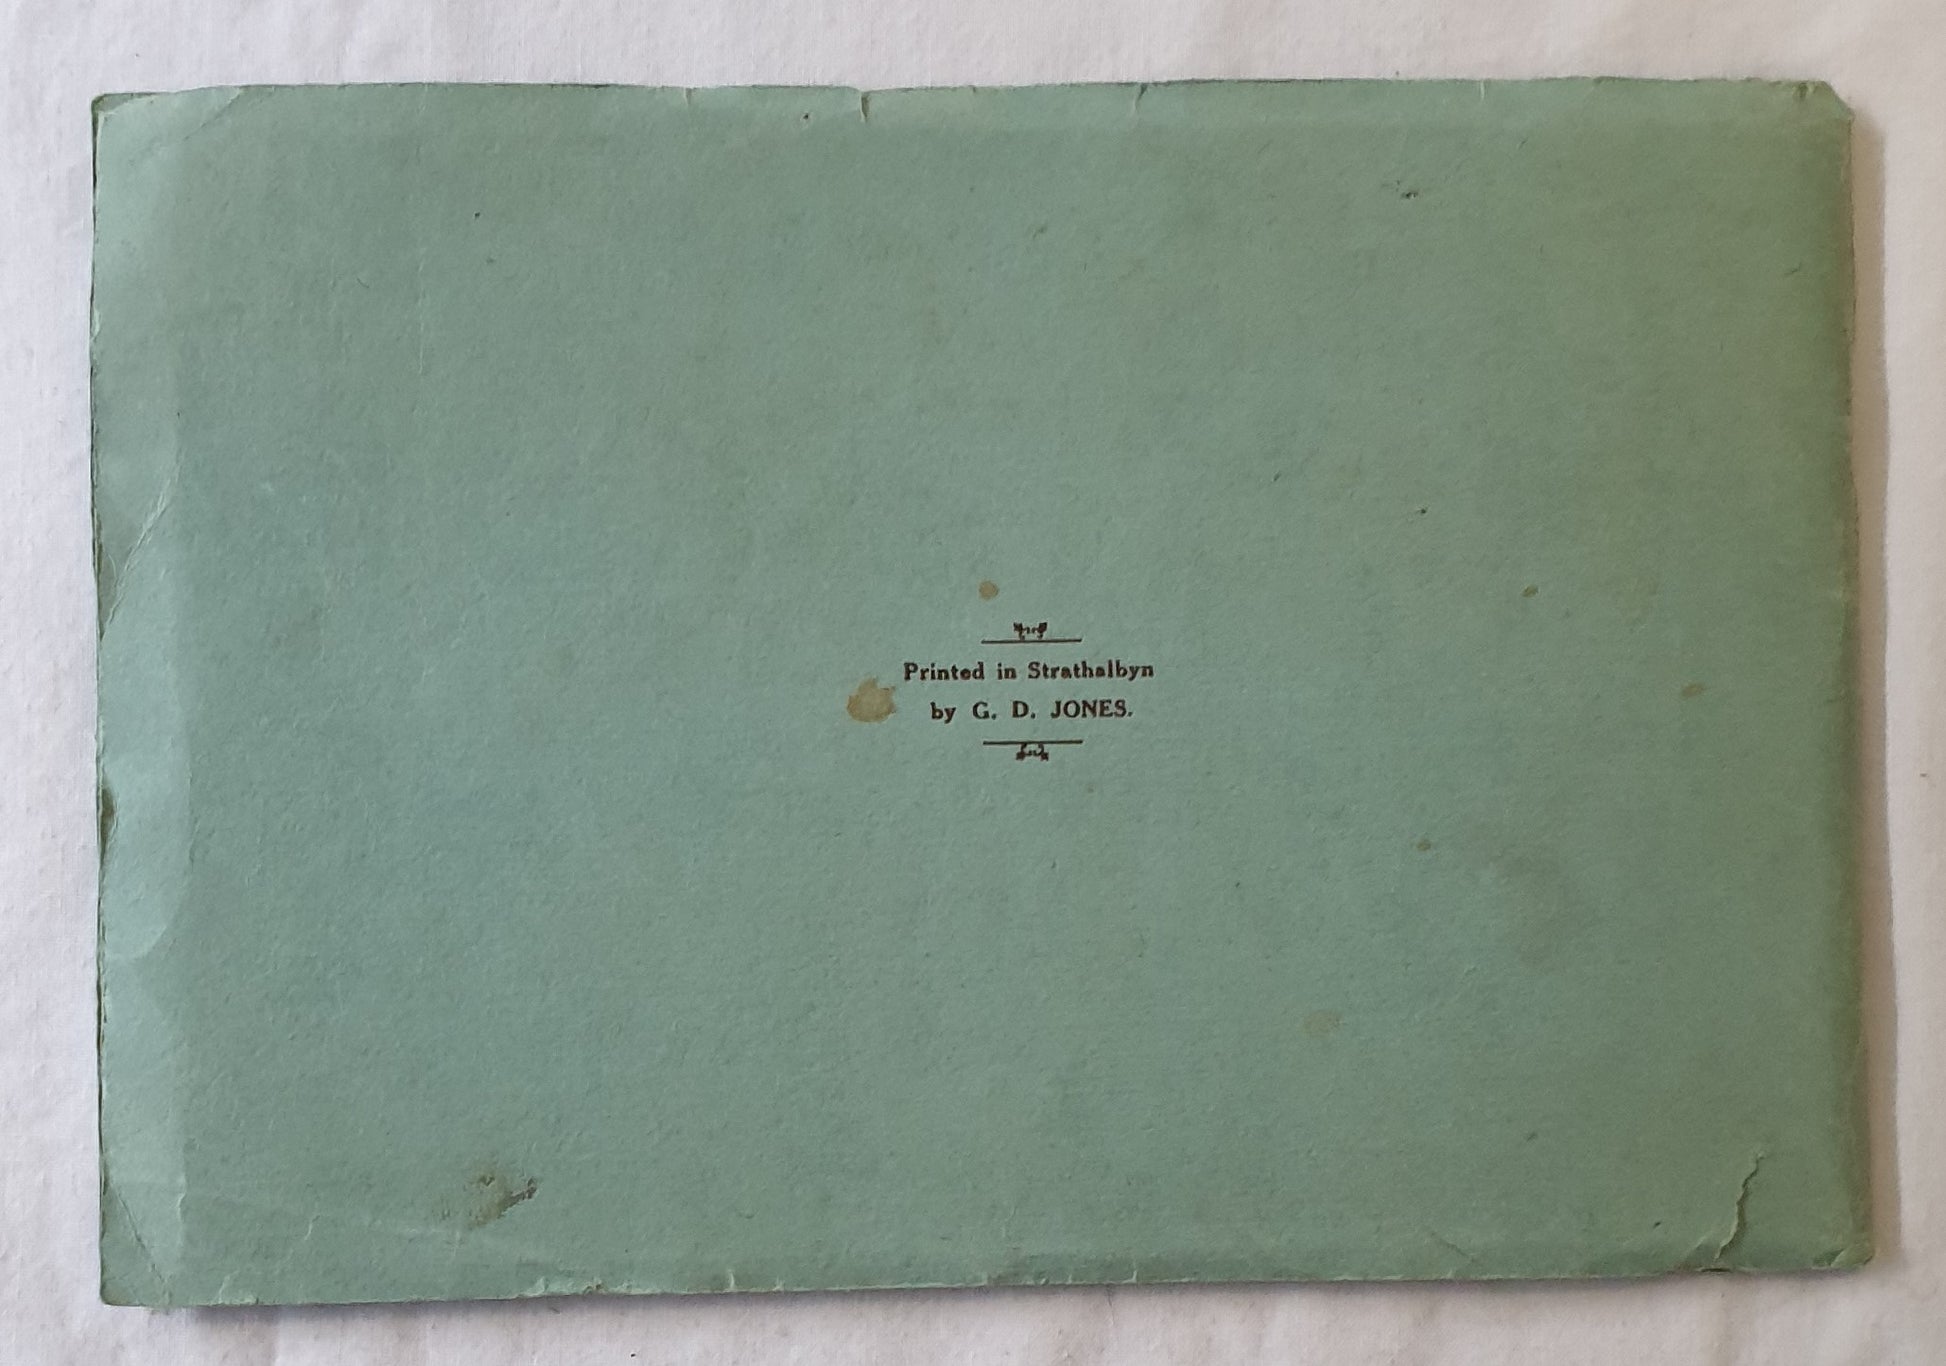 Printed in Strathalbyn
by G. D. JONES.